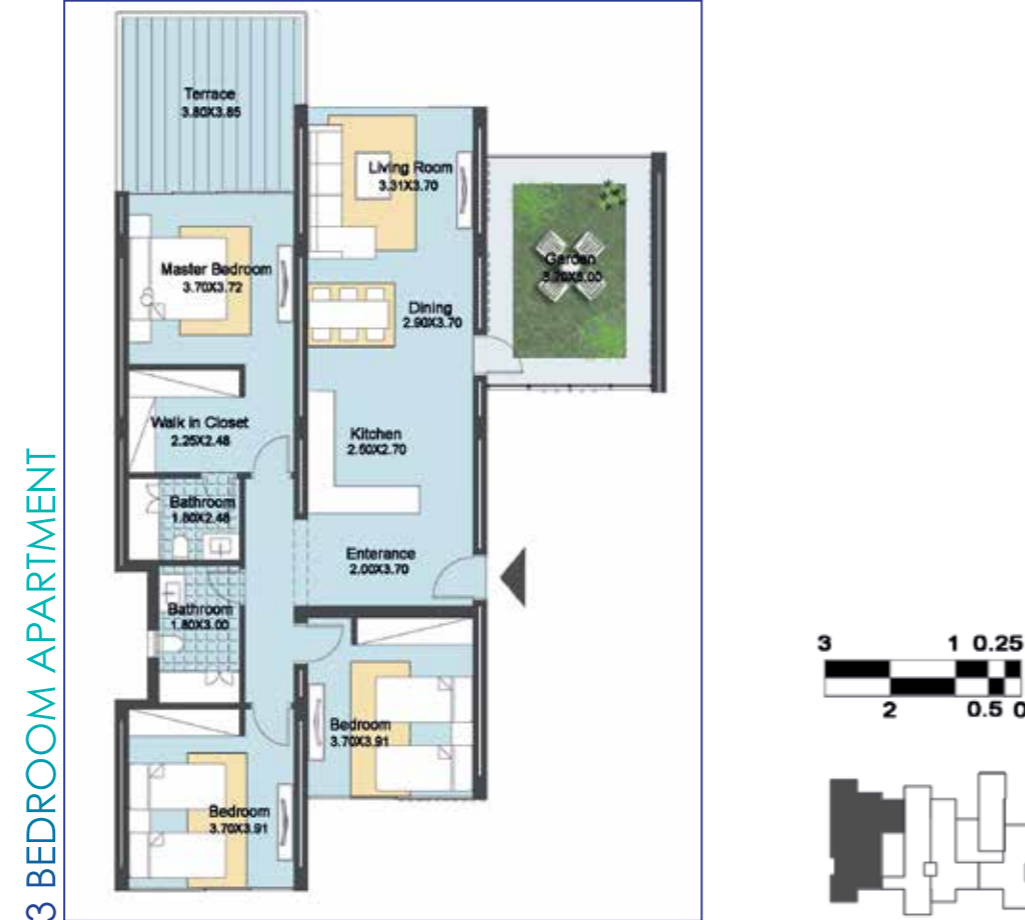 3 BEDROOM APARTMENT
Terrace
3.80X3.85
Living Room
3.31X3.70
Master Bedroom
3.70X3.72
Garden
Dining
2.90X3.70
Walk in Closet
2.25X2.48
Kitchen
2.50X2.70
Bathroom
1.80X2.48
Enterance
2.00X3.70
Bathroom
1.80X3.00
Bedroom
3.70X3.91
Bedroom
3.70X3.91
3 1 0.25
2 0.5 0